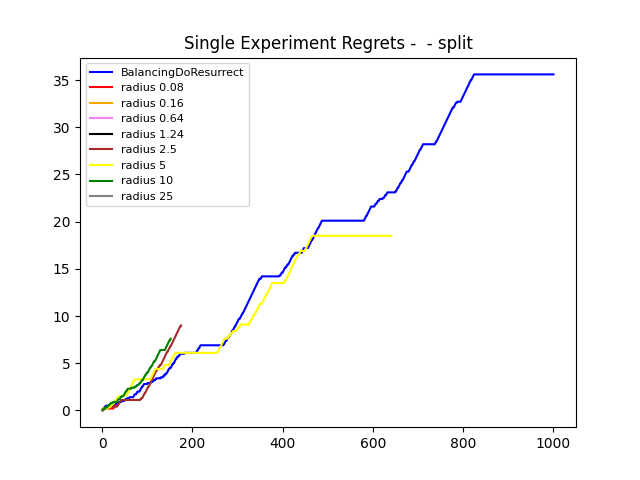 Single Experiment Regrets -  - split
35
30
25
20
15
10
5
0
BalancingDoResurrect
radius 0.08
radius 0.16
radius 0.64
radius 1.24
radius 2.5
radius 5
radius 10
radius 25
0 200 400 600 800 1000